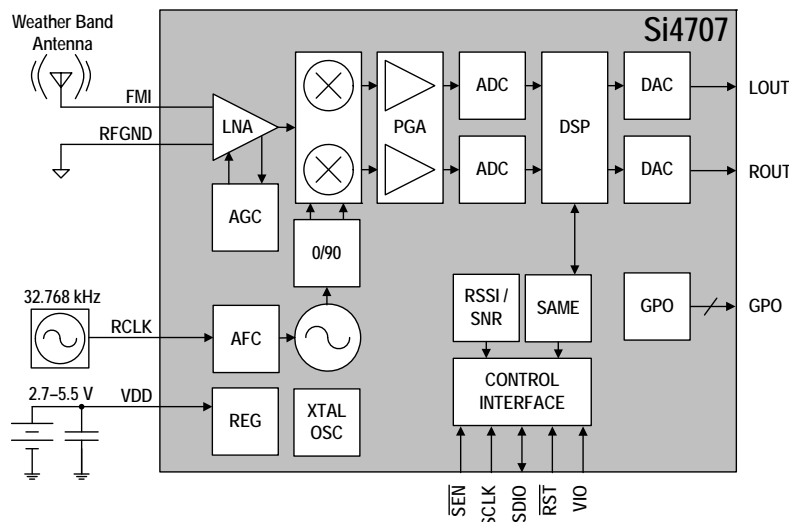 Weather Band
Antenna
Si4707
FMI
RFGND
LNA
AGC
PGA
ADC
ADC
DSP
DAC
DAC
LOUT
ROUT
0/90
32.768 kHz
RCLK
AFC
RSSI /
SNR
SAME
GPO
GPO
2.7–5.5 V
VDD
REG
XTAL
OSC
CONTROL
INTERFACE
SEN
SCLK
SDIO
RST
VIO